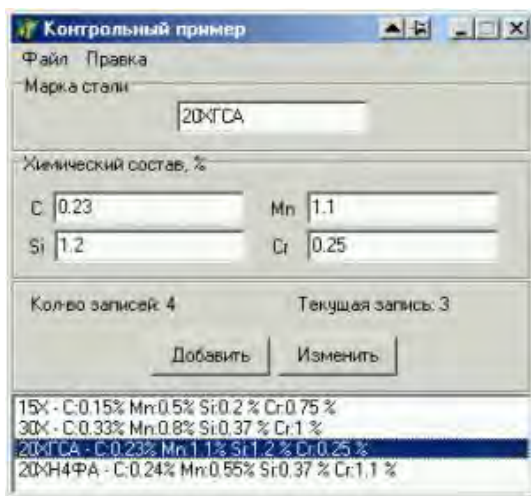 Контрольный пример
Файл Правка
Марка стали
20ХГСА
Химический состав, %
C 0.23 Mn 1.1
Si 1.2 Cr 0.25
Кол-во записей: 4 Текущая запись: 3
Добавить Изменить
15Х - C:0.15% Mn:0.5% Si:0.2 % Cr:0.75 %
30Х - C:0.33% Mn:0.8% Si:0.37 % Cr:1 %
20ХГСА - C:0.23% Mn:1.1% Si:1.2 % Cr:0.25 %
20ХН4ФА - C:0.24% Mn:0.55% Si:0.37 % Cr:1.1 %